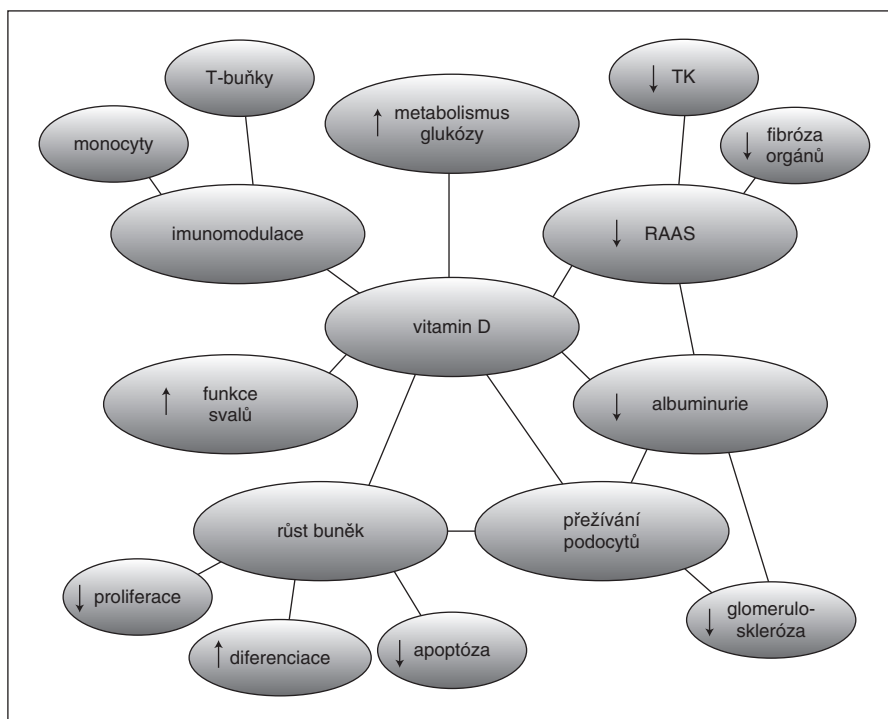 T-buňky
↓ TK
↑ metabolismus
glukózy
monocyty
↓ fibróza
orgánů
imunomodulace
↓ RAAS
vitamin D
↑ funkce
svalů
↓ albuminurie
růst buněk
přežívání
podocytů
↓ proliferace
↑ diferenciace
↓ apoptóza
↓ glomerulo-
skleróza